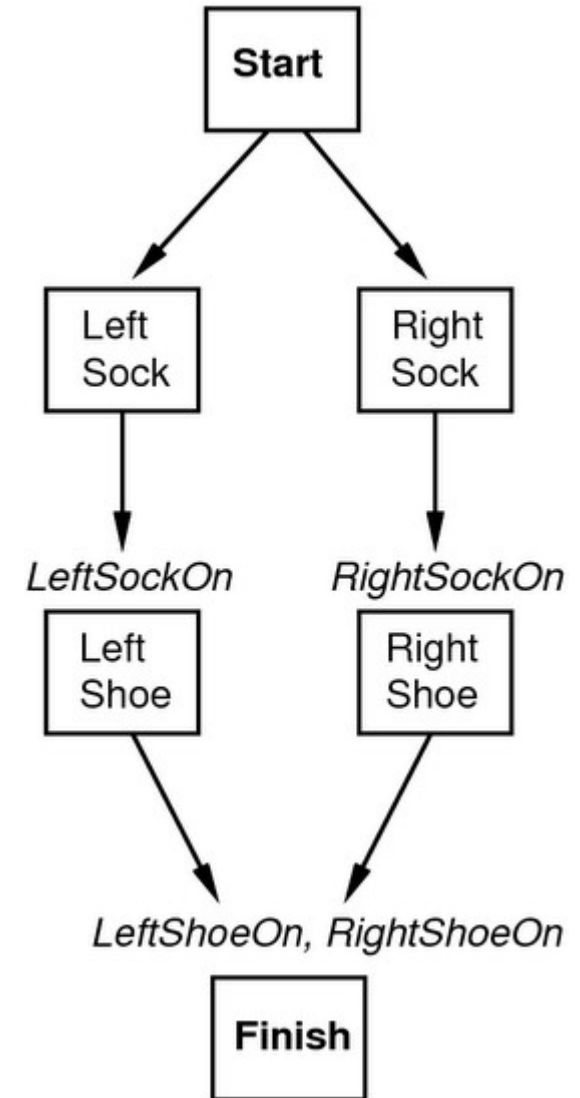 Start
Left
Sock
Right
Sock
LeftSockOn
RightSockOn
Left
Shoe
Right
Shoe
LeftShoeOn, RightShoeOn
Finish